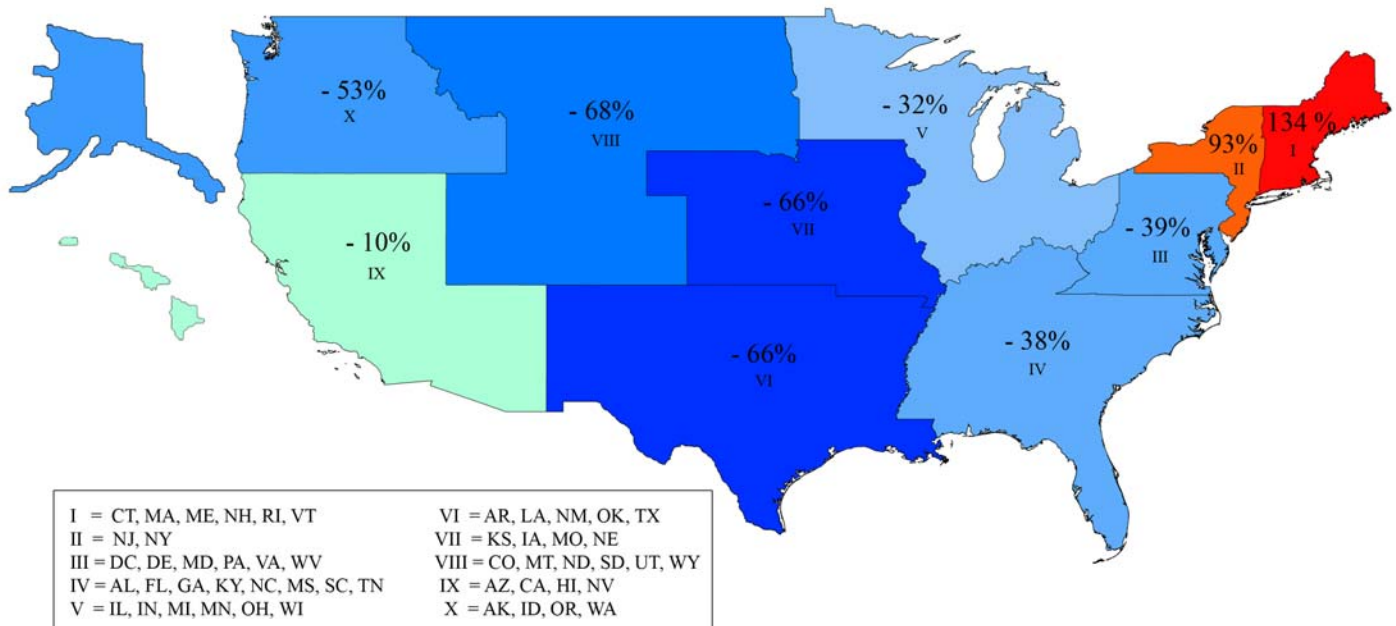 - 53%
X
- 68%
VIII
- 32%
V
134 %
I
93%
II
- 66%
VII
- 39%
III
- 10%
IX
- 66%
VI
- 38%
IV
I = CT, MA, ME, NH, RI, VT
II = NJ, NY
III = DC, DE, MD, PA, VA, WV
IV = AL, FL, GA, KY, NC, MS, SC, TN
V = IL, IN, MI, MN, OH, WI
VI = AR, LA, NM, OK, TX
VII = KS, IA, MO, NE
VIII = CO, MT, ND, SD, UT, WY
IX = AZ, CA, HI, NV
X = AK, ID, OR, WA